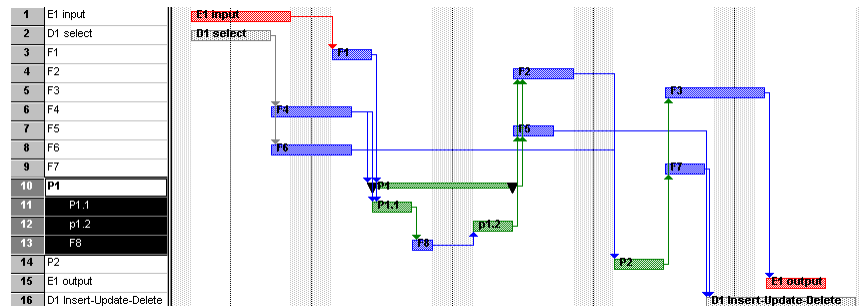 1 E1 input E1 input
2 D1 select D1 select
3 F1 F1
4 F2 F2
5 F3 F3
6 F4 F4
7 F5 F5
8 F6 F6
9 F7 F7
10 P1 P1
11 P1.1 P1.1
12 p1.2 p1.2
13 F8 F8
14 P2 P2
15 E1 output E1 output
16 D1 Insert-Update-Delete D1 Insert-Update-Delete